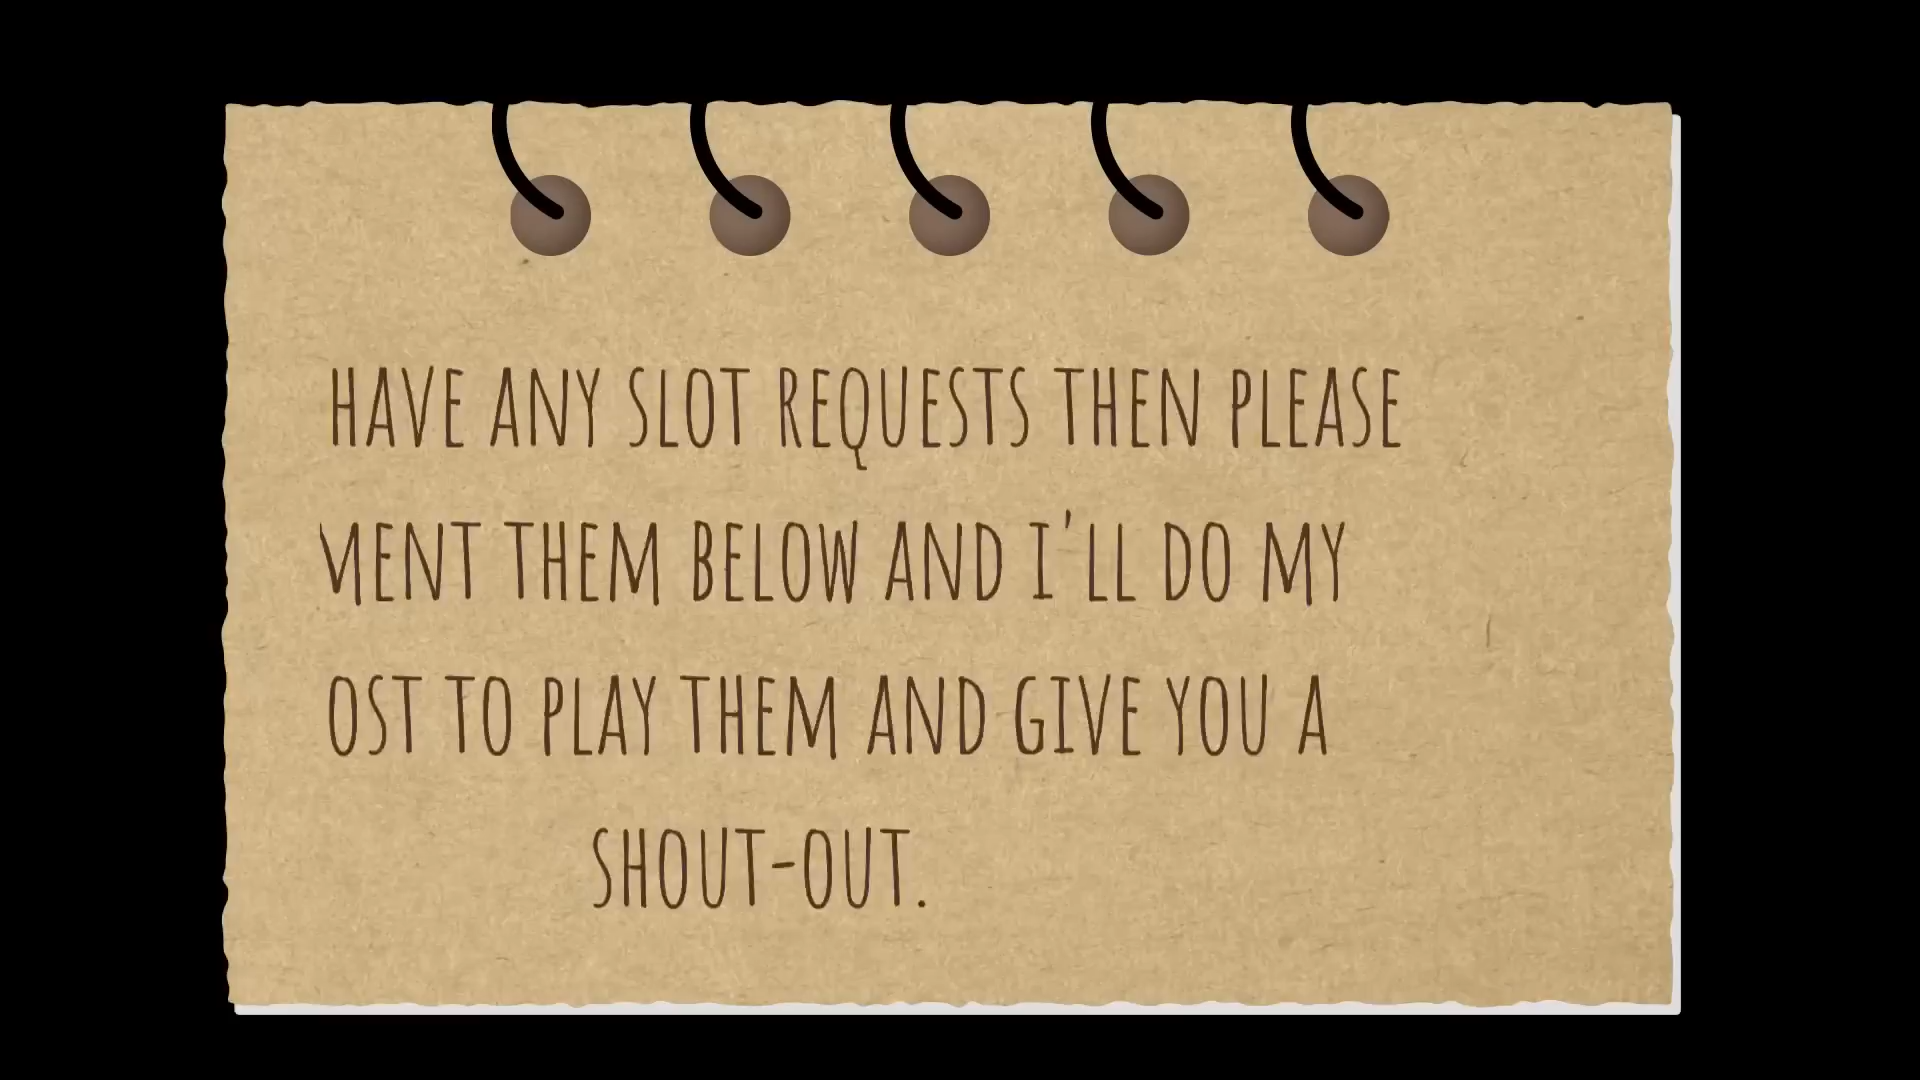 HAVE ANY SLOT REQUESTS THEN PLEASE
MENT THEM BELOW AND I'LL DO MY
OST TO PLAY THEM AND GIVE YOU A
SHOUT-OUT.